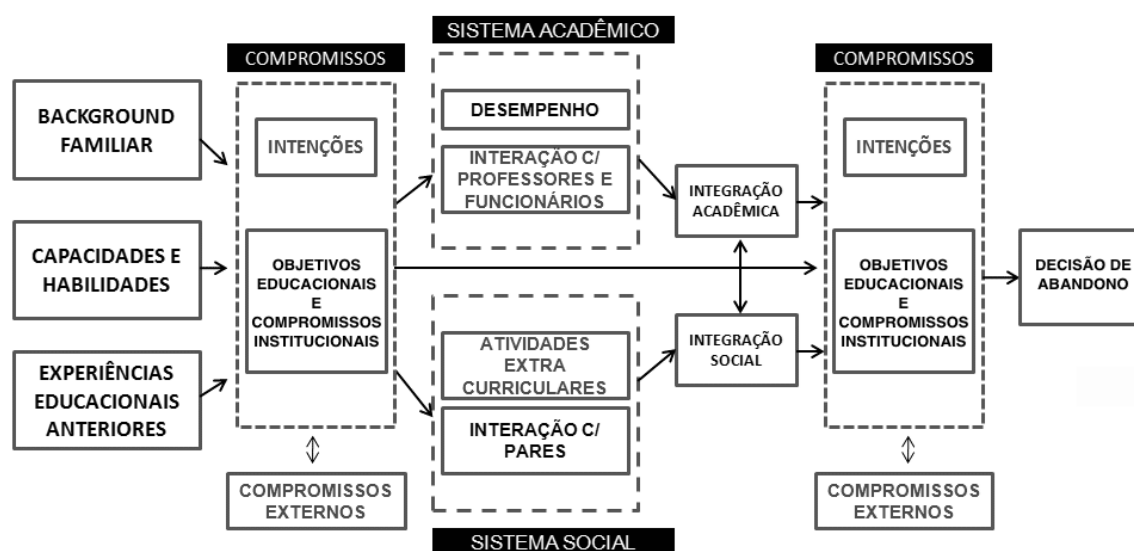 BACKGROUND
FAMILIAR
CAPACIDADES E
HABILIDADES
EXPERIÊNCIAS
EDUCACIONAIS
ANTERIORES
COMPROMISSOS
INTENÇÕES
OBJETIVOS
EDUCACIONAIS
E
COMPROMISSOS
INSTITUCIONAIS
COMPROMISSOS
EXTERNOS
SISTEMA ACADÊMICO
DESEMPENHO
INTERAÇÃO C/
PROFESSORES E
FUNCIONÁRIOS
ATIVIDADES
EXTRA
CURRICULARES
INTERAÇÃO C/
PARES
SISTEMA SOCIAL
INTEGRAÇÃO
ACADÊMICA
INTEGRAÇÃO
SOCIAL
COMPROMISSOS
INTENÇÕES
OBJETIVOS
EDUCACIONAIS
E
COMPROMISSOS
INSTITUCIONAIS
COMPROMISSOS
EXTERNOS
DECISÃO DE
ABANDONO